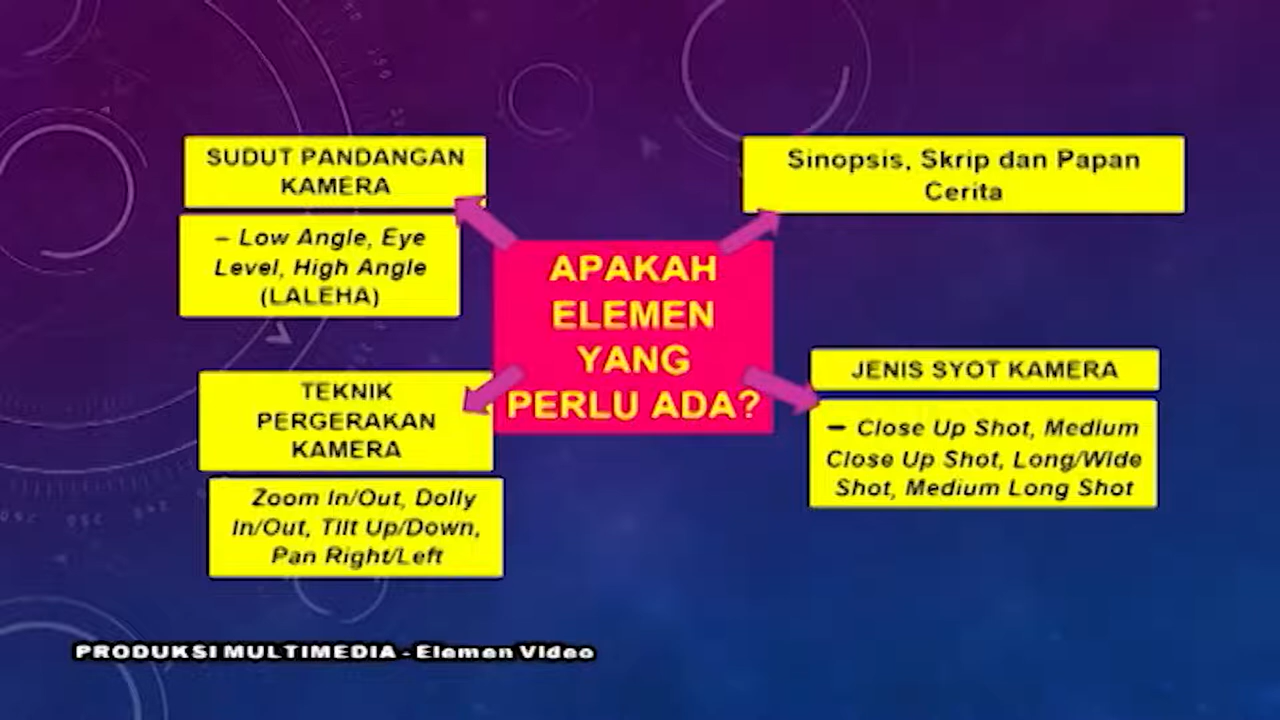 SUDUT PANDANGAN
KAMERA
– Low Angle, Eye
Level, High Angle
(LALEHA)
Sinopsis, Skrip dan Papan
Cerita
APAKAH
ELEMEN
YANG
PERLU ADA?
TEKNIK
PERGERAKAN
KAMERA
Zoom In/Out, Dolly
In/Out, Tilt Up/Down,
Pan Right/Left
JENIS SYOT KAMERA
– Close Up Shot, Medium
Close Up Shot, Long/Wide
Shot, Medium Long Shot
PRODUKSI MULTIMEDIA - Elemen Video